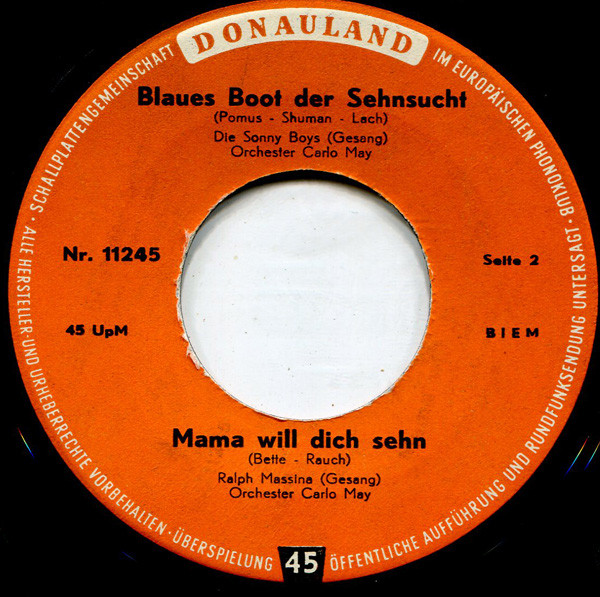 DONAULAND
SCHALLPLATTENGEMEINSCHAFT
IM EUROPÄISCHEN PHONOKLUB
Blaues Boot der Sehnsucht
(Pomus - Shuman - Lach)
Die Sonny Boys (Gesang)
Orchester Carlo May
Nr. 11245
Seite 2
45 UpM
BIEM
Mama will dich sehn
(Bette - Rauch)
Ralph Massina (Gesang)
Orchester Carlo May
· ALLE HERSTELLER- UND URHEBERRECHTE VORBEHALTEN · ÜBERSPIELUNG
45
ÖFFENTLICHE AUFFÜHRUNG UND RUNDFUNKSENDUNG UNTERSAGT ·